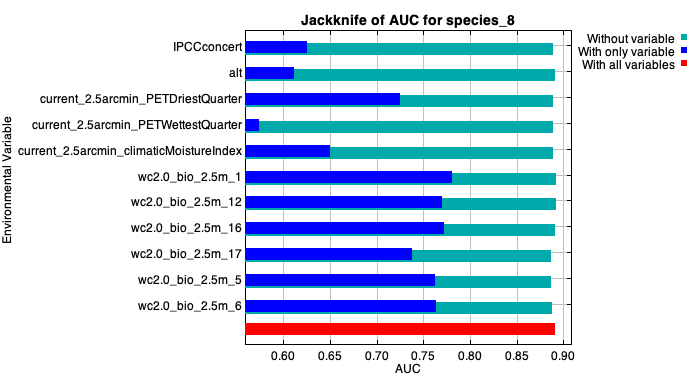 Jackknife of AUC for species_8
Without variable
With only variable
With all variables
Environmental Variable
IPCCconcert
alt
current_2.5arcmin_PETDriestQuarter
current_2.5arcmin_PETWettestQuarter
current_2.5arcmin_climaticMoistureIndex
wc2.0_bio_2.5m_1
wc2.0_bio_2.5m_12
wc2.0_bio_2.5m_16
wc2.0_bio_2.5m_17
wc2.0_bio_2.5m_5
wc2.0_bio_2.5m_6
0.60 0.65 0.70 0.75 0.80 0.85 0.90
AUC